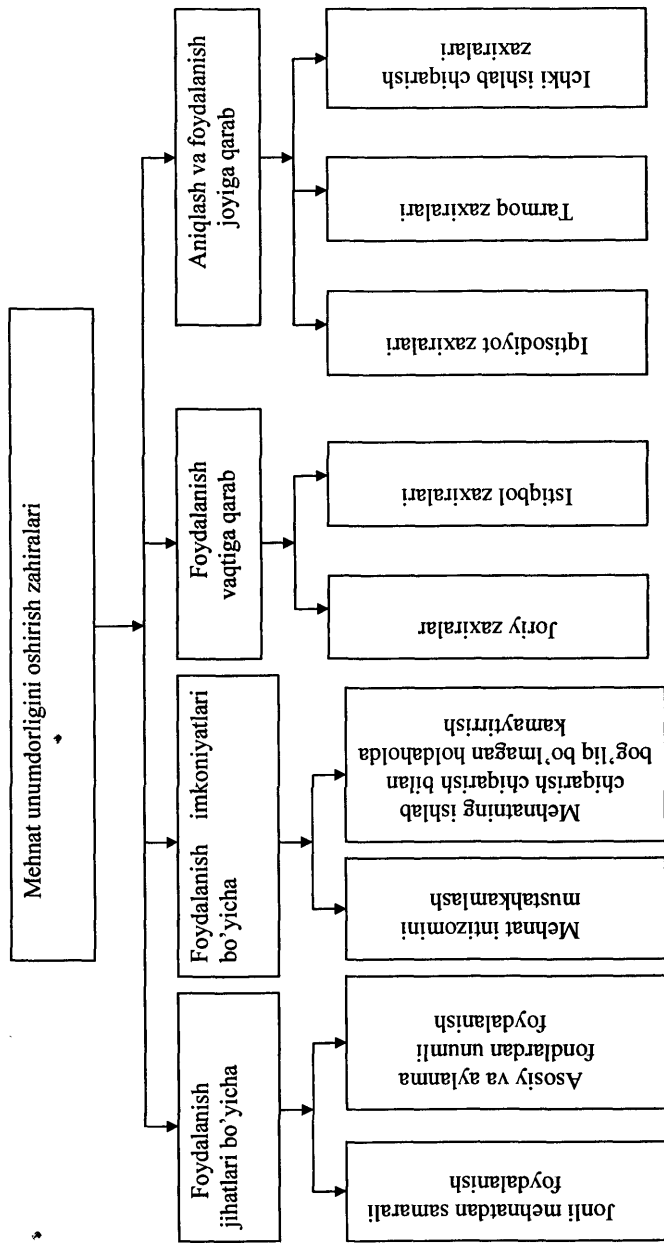 Mehnat unumdorligini oshirish zahiralari
Foydalanish
jihatlari bo'yicha
Foydalanish imkoniyatlari
bo'yicha
Foydalanish
vaqtiga qarab
Aniqlash va foydalanish
joyiga qarab
Jonli mehnatdan samarali
foydalanish
Asosiy va aylanma
fondlardan unumli
foydalanish
Mehnat intizomini
mustahkamlash
Mehnatning ishlab
chiqarish chiqarish bilan
bog'liq bo'lmagan holdaholda
kamaytirrish
Joriy zaxiralar
Istiqbol zaxiralari
Iqtisodiyot zaxiralari
Tarmoq zaxiralari
Ichki ishlab chiqarish
zaxiralari